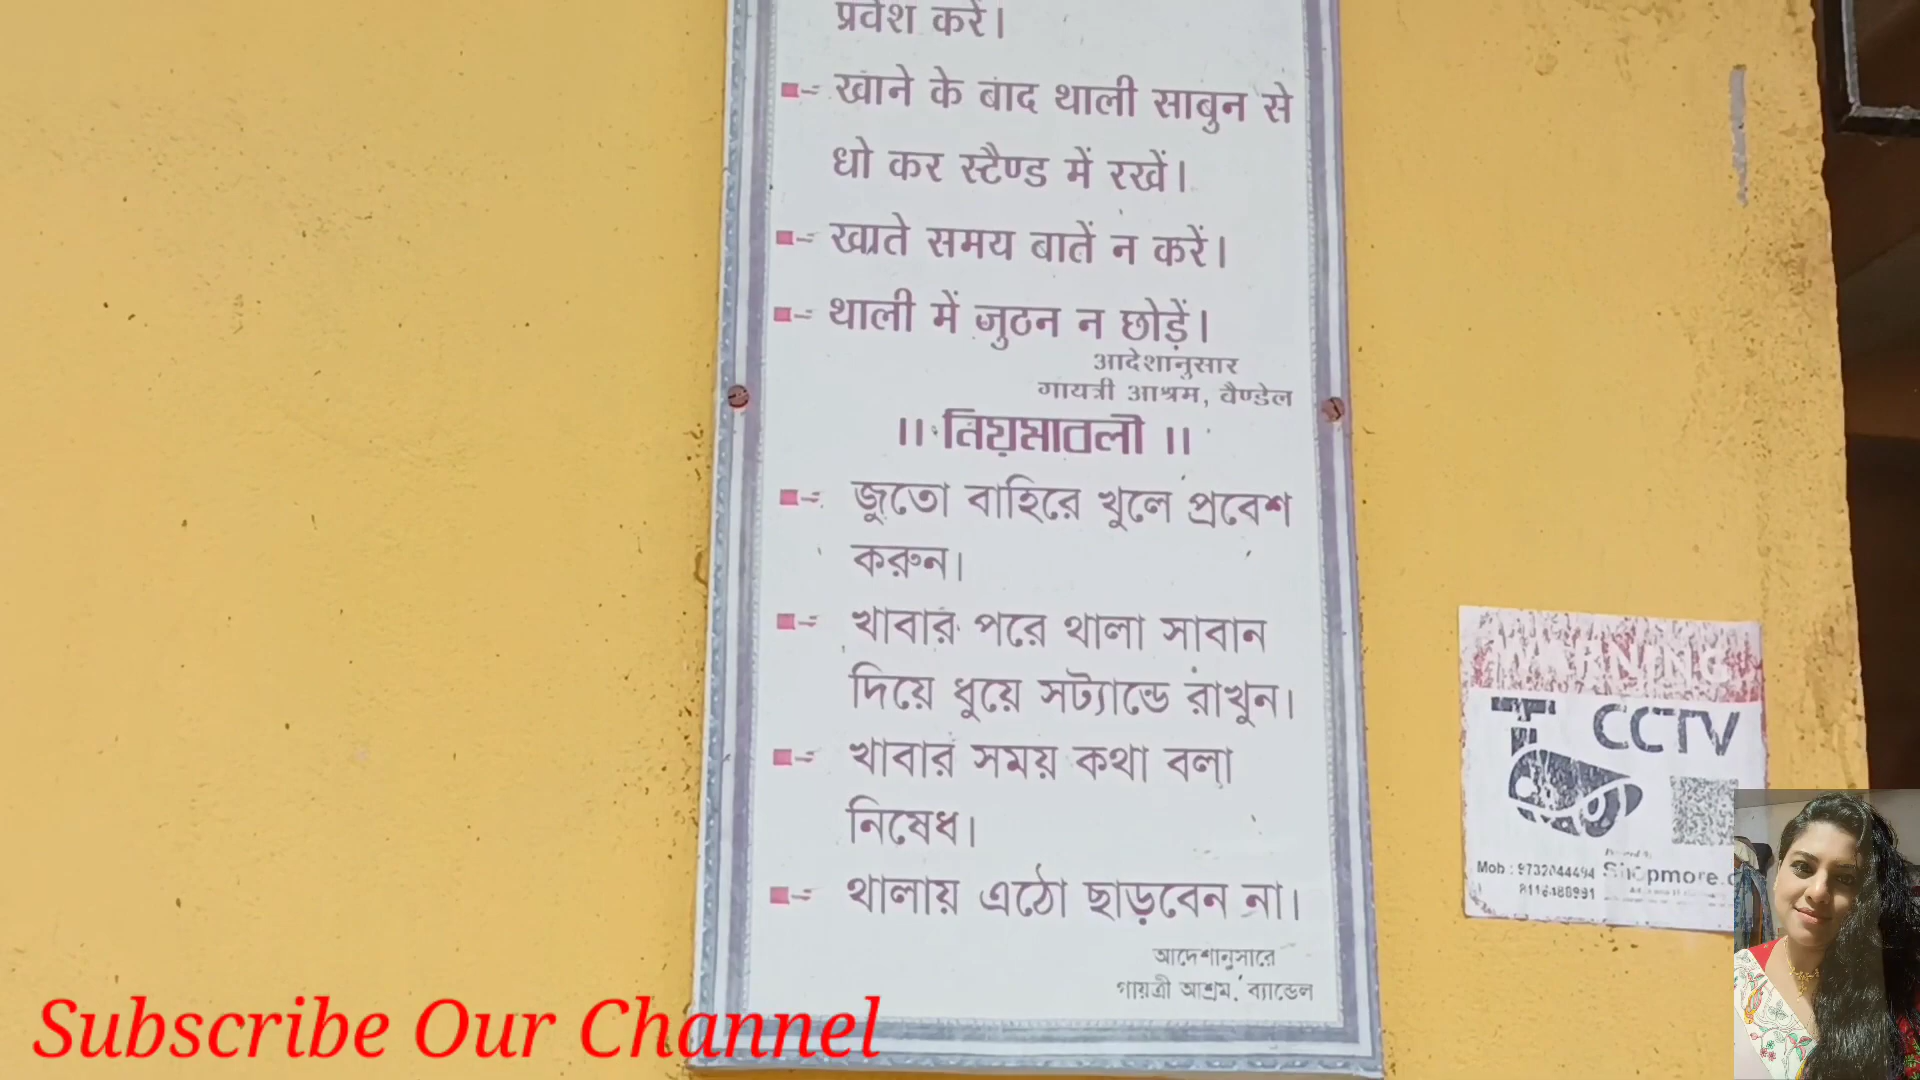 प्रवेश करें।
खाने के बाद थाली साबुन से
धो कर स्टैण्ड में रखें।
खाते समय बातें न करें।
थाली में जुठन न छोड़ें।
आदेशानुसार
गायत्री आश्रम, वैण्डेल
।। নিয়মাবলী ।।
জুতো বাহিরে খুলে প্রবেশ
করুন।
খাবার পরে থালা সাবান
দিয়ে ধুয়ে সট্যান্ডে রাখুন।
খাবার সময় কথা বলা
নিষেধ।
থালায় এঠো ছাড়বেন না।
আদেশানুসারে
গায়ত্রী আশ্রম, ব্যান্ডেল
WARNING
CCTV
Mob : 9732044494
8116480991
Subscribe Our Channel